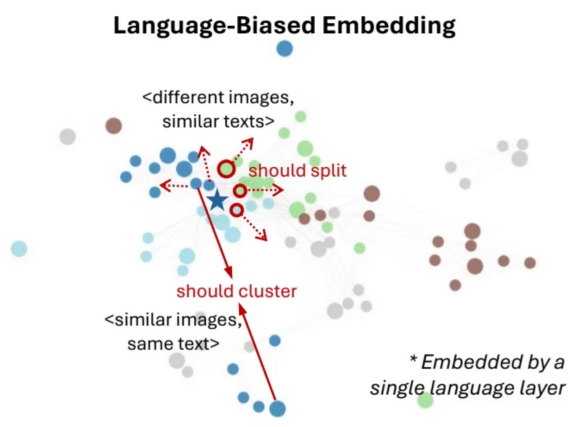 Language-Biased Embedding
<different images,
similar texts>
should split
should cluster
<similar images,
same text>
* Embedded by a
single language layer